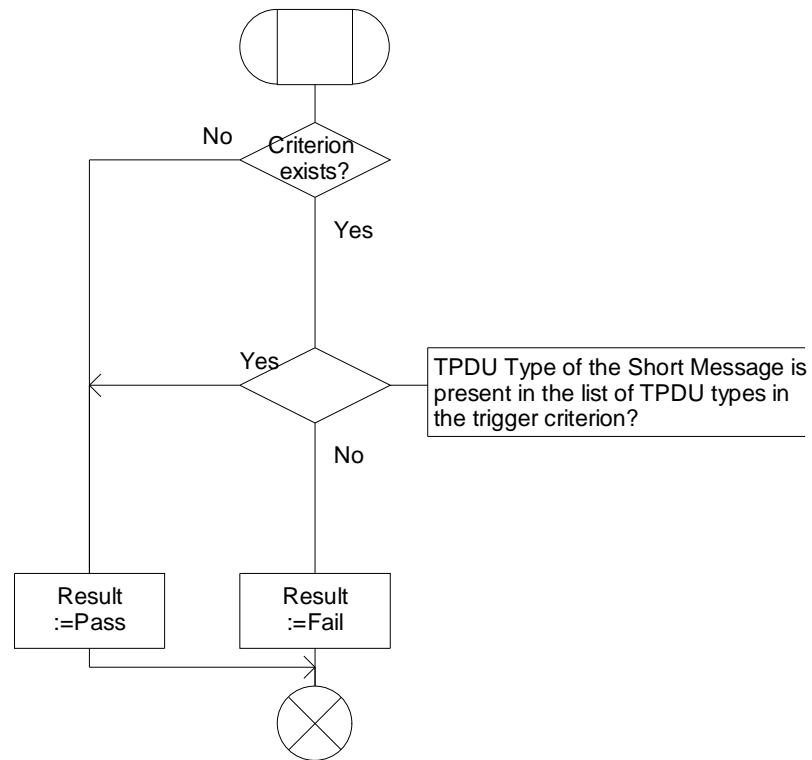 No
Criterion
exists?
Yes
Yes
TPDU Type of the Short Message is
present in the list of TPDU types in
the trigger criterion?
No
Result
:=Pass
Result
:=Fail